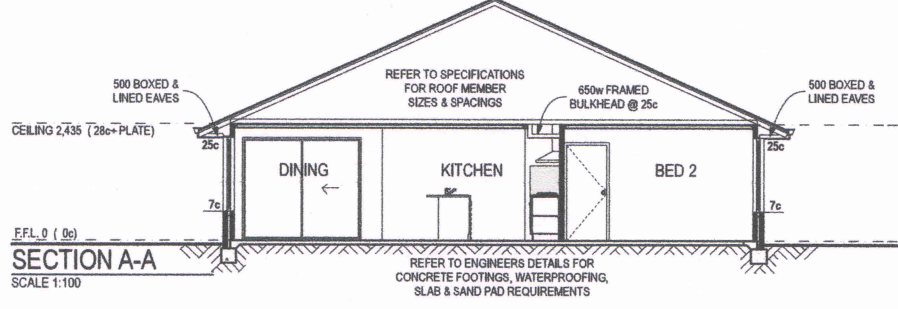 REFER TO SPECIFICATIONS
FOR ROOF MEMBER
SIZES & SPACINGS
500 BOXED &
LINED EAVES
650w FRAMED
BULKHEAD @ 25c
500 BOXED &
LINED EAVES
CEILING 2,435 ( 28c+ PLATE)
25c
25c
DINING
KITCHEN
BED 2
7c
7c
F.F.L. 0 ( 0c)
SECTION A-A
SCALE 1:100
REFER TO ENGINEERS DETAILS FOR
CONCRETE FOOTINGS, WATERPROOFING,
SLAB & SAND PAD REQUIREMENTS